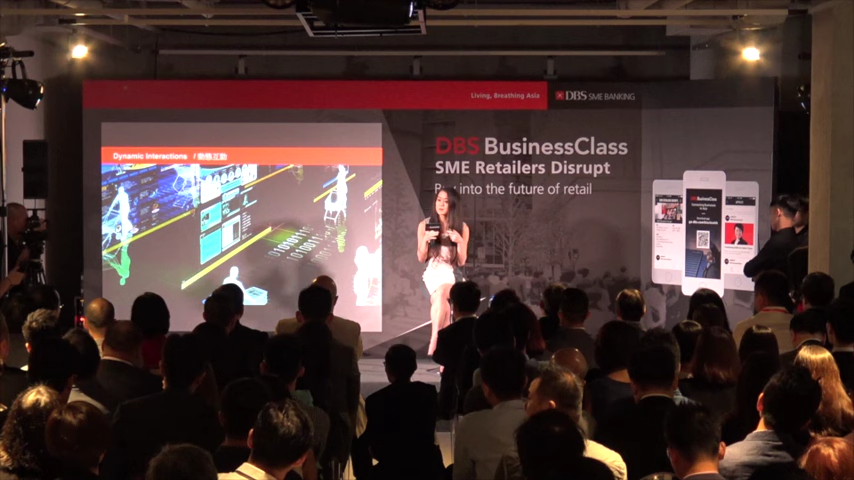 Living, Breathing Asia
DBS SME BANKING
Dynamic Interactions / 動態互動
DBS BusinessClass
SME Retailers Disrupt
into the future of retail
BusinessClass